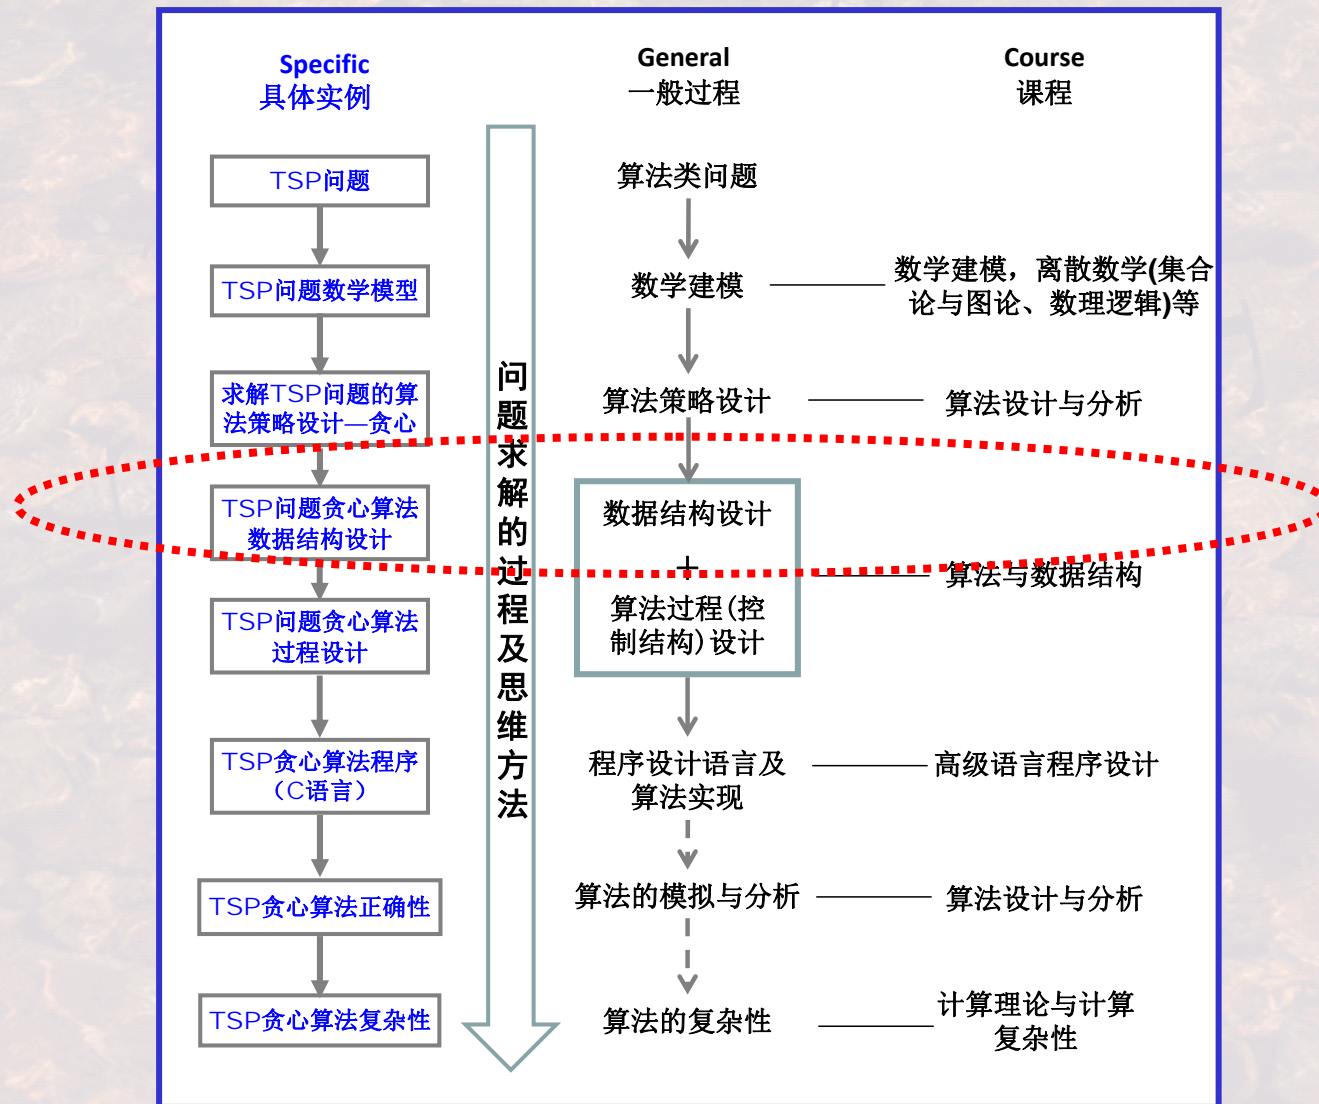 Specific
具体实例
General
一般过程
Course
课程
TSP问题
TSP问题数学模型
求解TSP问题的算
法策略设计—贪心
TSP问题贪心算法
数据结构设计
TSP问题贪心算法
过程设计
TSP贪心算法程序
（C语言）
TSP贪心算法正确性
TSP贪心算法复杂性
问题求解的过程及思维方法
算法类问题
数学建模
算法策略设计
数据结构设计
+
算法过程(控
制结构)设计
程序设计语言及
算法实现
算法的模拟与分析
算法的复杂性
数学建模，离散数学(集合
论与图论、数理逻辑)等
算法设计与分析
算法与数据结构
高级语言程序设计
算法设计与分析
计算理论与计算
复杂性